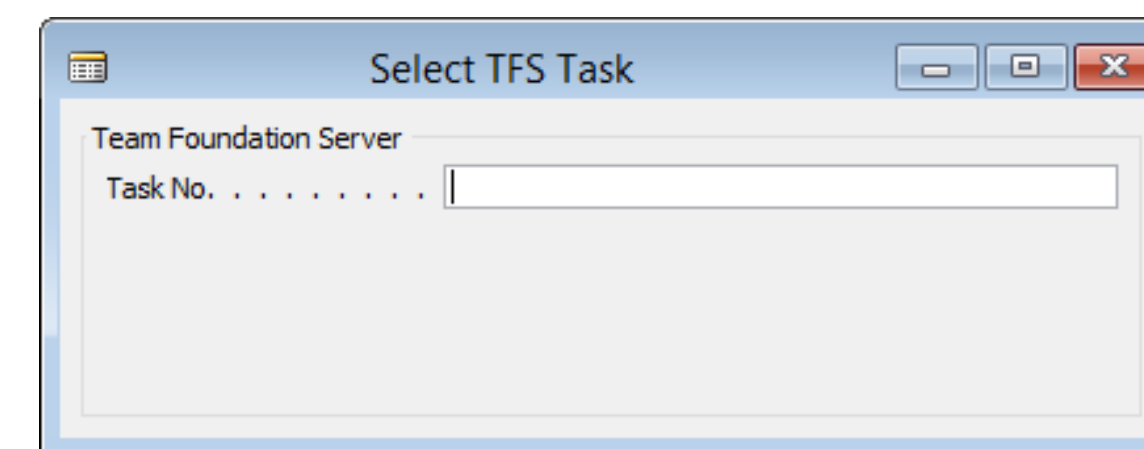 Select TFS Task
Team Foundation Server
Task No. . . . . . . . .